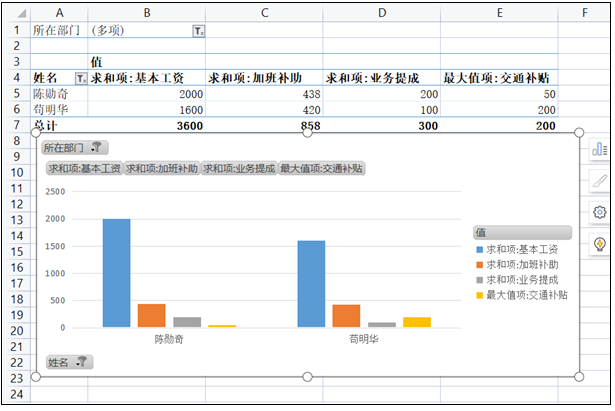 A B C D E F
1 所在部门 (多项)
2
3 值
4 姓名 求和项:基本工资 求和项:加班补助 求和项:业务提成 最大值项:交通补贴
5 陈勋奇 2000 438 200 50
6 苟明华 1600 420 100 200
7 总计 3600 858 300 200
8
9 所在部门
10 求和项:基本工资 求和项:加班补助 求和项:业务提成 最大值项:交通补贴
11
12 2500
13
14 2000 值
15 求和项:基本工资
16 1500 求和项:加班补助
17 1000 求和项:业务提成
18 最大值项:交通补贴
19 500
20 0
21 陈勋奇 苟明华
22 姓名
23
24